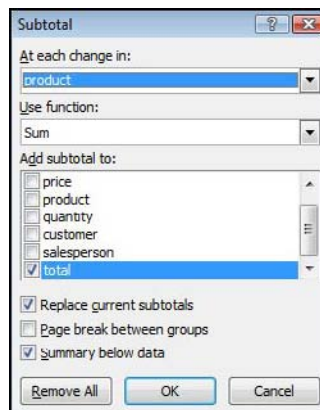 Subtotal
At each change in:
product
Use function:
Sum
Add subtotal to:
price
product
quantity
customer
salesperson
total
Replace current subtotals
Page break between groups
Summary below data
Remove All OK Cancel